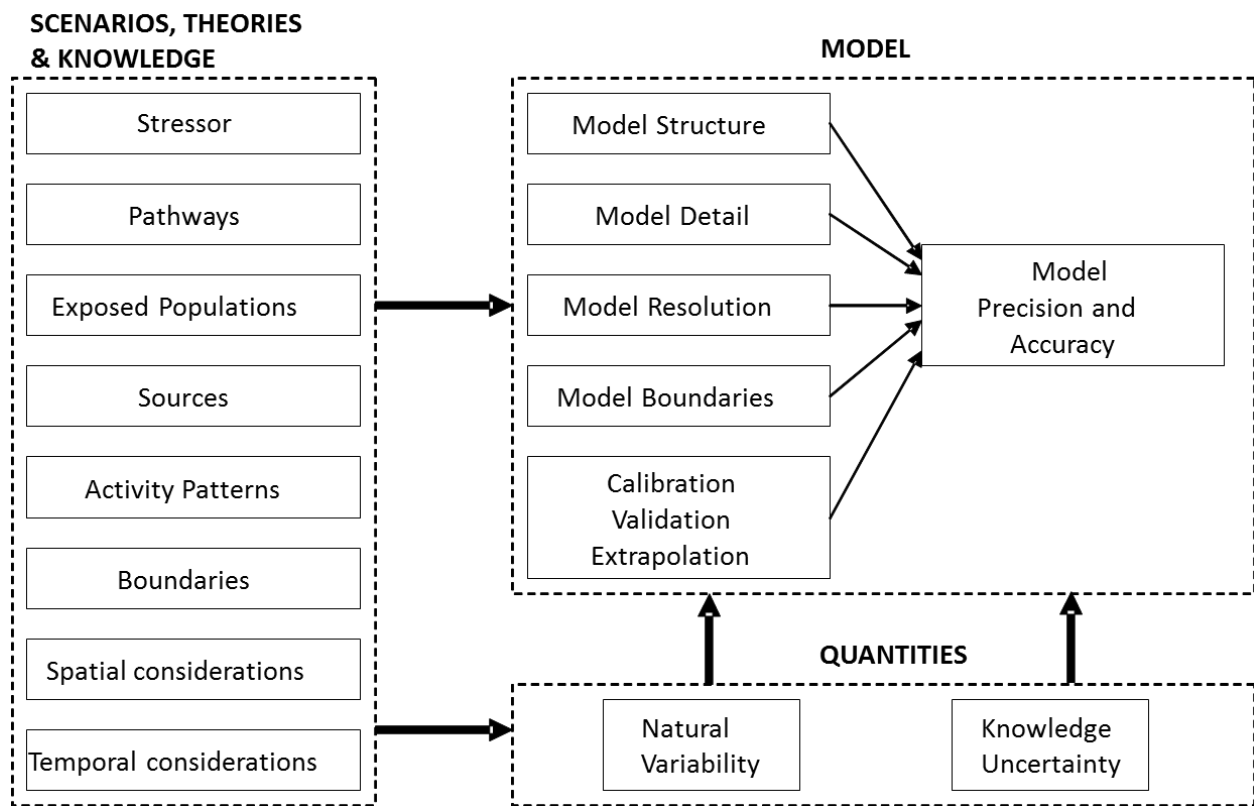 SCENARIOS, THEORIES
& KNOWLEDGE
Stressor
Pathways
Exposed Populations
Sources
Activity Patterns
Boundaries
Spatial considerations
Temporal considerations
MODEL
Model Structure
Model Detail
Model Resolution
Model Boundaries
Calibration
Validation
Extrapolation
Model
Precision and
Accuracy
QUANTITIES
Natural
Variability
Knowledge
Uncertainty